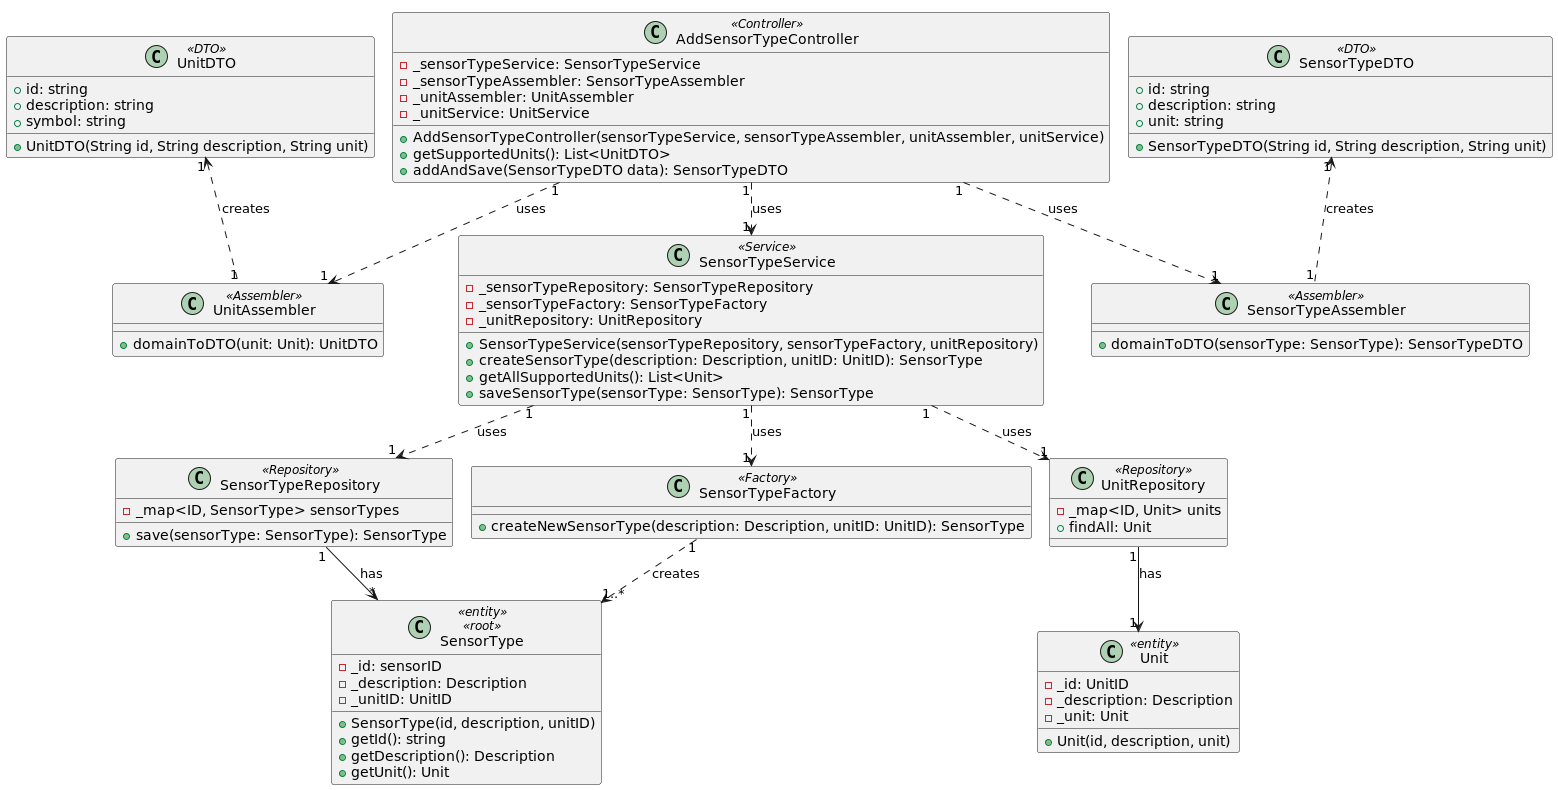 «DTO»
C UnitDTO
id: string
description: string
symbol: string
UnitDTO(String id, String description, String unit)
«Controller»
C AddSensorTypeController
_sensorTypeService: SensorTypeService
_sensorTypeAssembler: SensorTypeAssembler
_unitAssembler: UnitAssembler
_unitService: UnitService
AddSensorTypeController(sensorTypeService, sensorTypeAssembler, unitAssembler, unitService)
getSupportedUnits(): List<UnitDTO>
addAndSave(SensorTypeDTO data): SensorTypeDTO
«DTO»
C SensorTypeDTO
id: string
description: string
unit: string
SensorTypeDTO(String id, String description, String unit)
1
creates
1
1
uses
1
1
uses
1
1
uses
1
1
creates
1
«Assembler»
C UnitAssembler
domainToDTO(unit: Unit): UnitDTO
«Service»
C SensorTypeService
_sensorTypeRepository: SensorTypeRepository
_sensorTypeFactory: SensorTypeFactory
_unitRepository: UnitRepository
SensorTypeService(sensorTypeRepository, sensorTypeFactory, unitRepository)
createSensorType(description: Description, unitID: UnitID): SensorType
getAllSupportedUnits(): List<Unit>
saveSensorType(sensorType: SensorType): SensorType
«Assembler»
C SensorTypeAssembler
domainToDTO(sensorType: SensorType): SensorTypeDTO
1
uses
1
1
uses
1
1
uses
1
«Repository»
C SensorTypeRepository
_map<ID, SensorType> sensorTypes
save(sensorType: SensorType): SensorType
«Factory»
C SensorTypeFactory
createNewSensorType(description: Description, unitID: UnitID): SensorType
«Repository»
C UnitRepository
_map<ID, Unit> units
findAll: Unit
1
has
*
1
creates
1..*
1
has
1
«entity»
«root»
C SensorType
_id: sensorID
_description: Description
_unitID: UnitID
SensorType(id, description, unitID)
getId(): string
getDescription(): Description
getUnit(): Unit
«entity»
C Unit
_id: UnitID
_description: Description
_unit: Unit
Unit(id, description, unit)